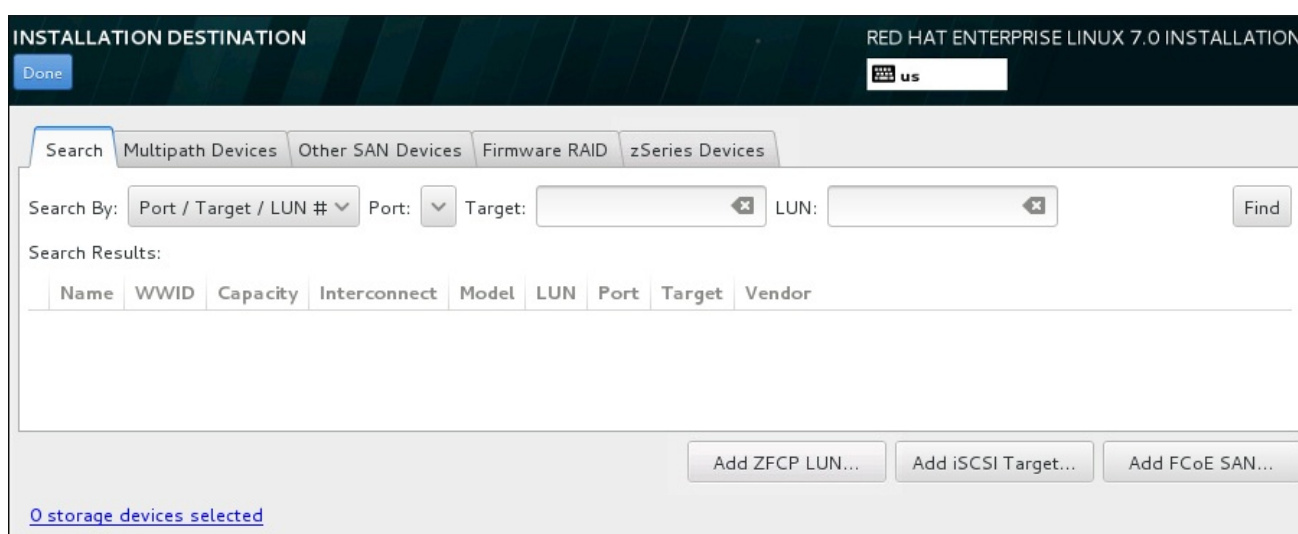 INSTALLATION DESTINATION
RED HAT ENTERPRISE LINUX 7.0 INSTALLATION
Done
us
Search Multipath Devices Other SAN Devices Firmware RAID zSeries Devices
Search By: Port / Target / LUN # Port: Target: LUN: Find
Search Results:
Name WWID Capacity Interconnect Model LUN Port Target Vendor
Add ZFCP LUN... Add iSCSI Target... Add FCoE SAN...
0 storage devices selected